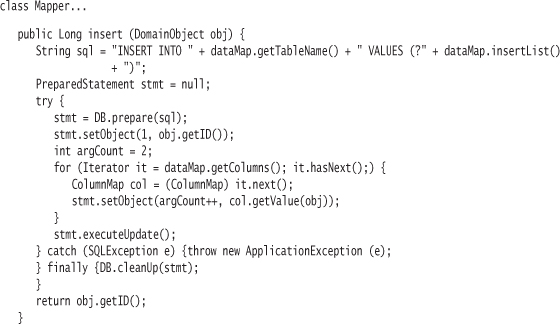 class Mapper...
public Long insert (DomainObject obj) {
String sql = "INSERT INTO " + dataMap.getTableName() + " VALUES (?" + dataMap.insertList()
+ ")";
PreparedStatement stmt = null;
try {
stmt = DB.prepare(sql);
stmt.setObject(1, obj.getID());
int argCount = 2;
for (Iterator it = dataMap.getColumns(); it.hasNext();) {
ColumnMap col = (ColumnMap) it.next();
stmt.setObject(argCount++, col.getValue(obj));
}
stmt.executeUpdate();
} catch (SQLException e) {throw new ApplicationException (e);
} finally {DB.cleanUp(stmt);
}
return obj.getID();
}